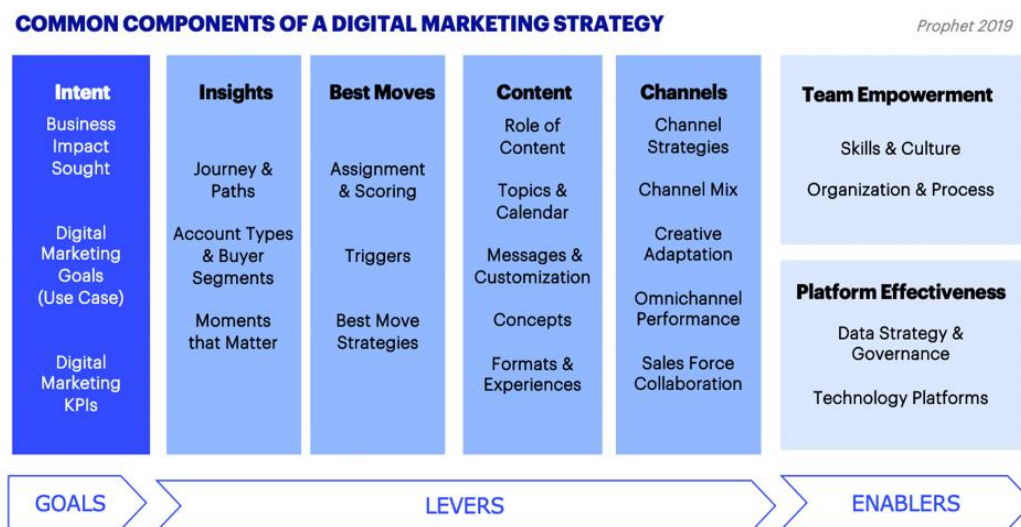 COMMON COMPONENTS OF A DIGITAL MARKETING STRATEGY
Prophet 2019
Intent
Business
Impact
Sought
Digital
Marketing
Goals
(Use Case)
Digital
Marketing
KPIs
Insights
Journey &
Paths
Account Types
& Buyer
Segments
Moments
that Matter
Best Moves
Assignment
& Scoring
Triggers
Best Move
Strategies
Content
Role of
Content
Topics &
Calendar
Messages &
Customization
Concepts
Formats &
Experiences
Channels
Channel
Strategies
Channel Mix
Creative
Adaptation
Omnichannel
Performance
Sales Force
Collaboration
Team Empowerment
Skills & Culture
Organization & Process
Platform Effectiveness
Data Strategy &
Governance
Technology Platforms
GOALS
LEVERS
ENABLERS